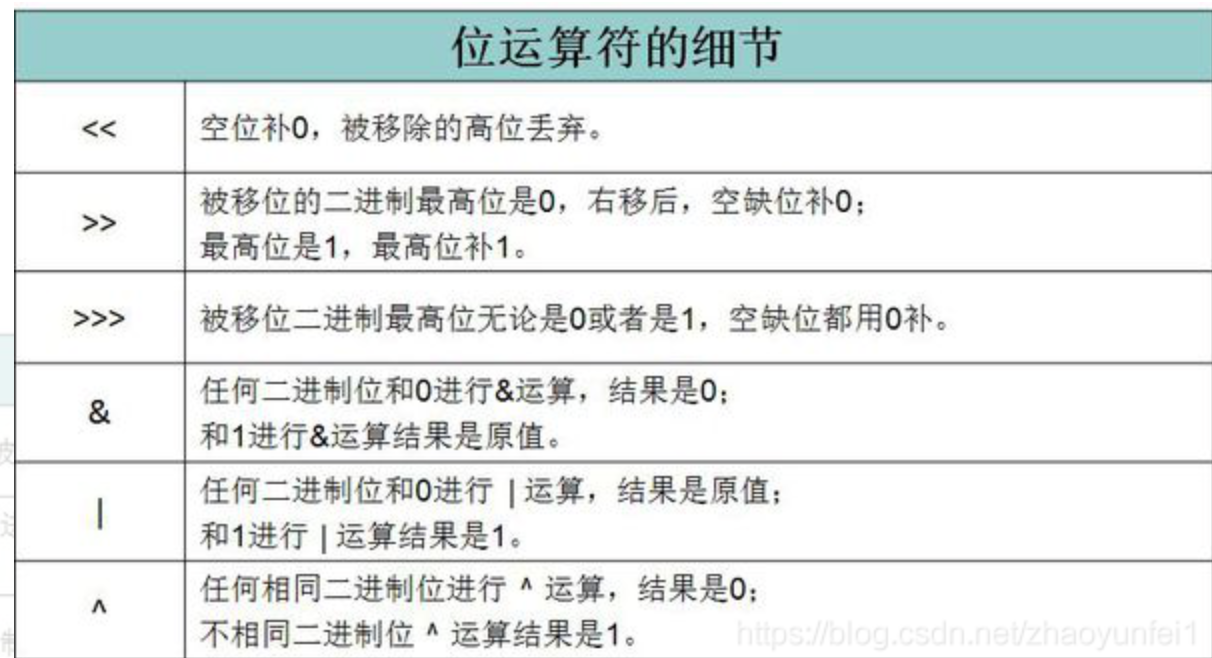 位运算符的细节
<<
空位补0，被移除的高位丢弃。
>>
被移位的二进制最高位是0，右移后，空缺位补0；
最高位是1，最高位补1。
>>>
被移位二进制最高位无论是0或者是1，空缺位都用0补。
&
任何二进制位和0进行&运算，结果是0；
和1进行&运算结果是原值。
|
任何二进制位和0进行 | 运算，结果是原值；
和1进行 | 运算结果是1。
^
任何相同二进制位进行 ^ 运算，结果是0；
不相同二进制位 ^ 运算结果是1。
https://blog.csdn.net/zhaoyunfei1